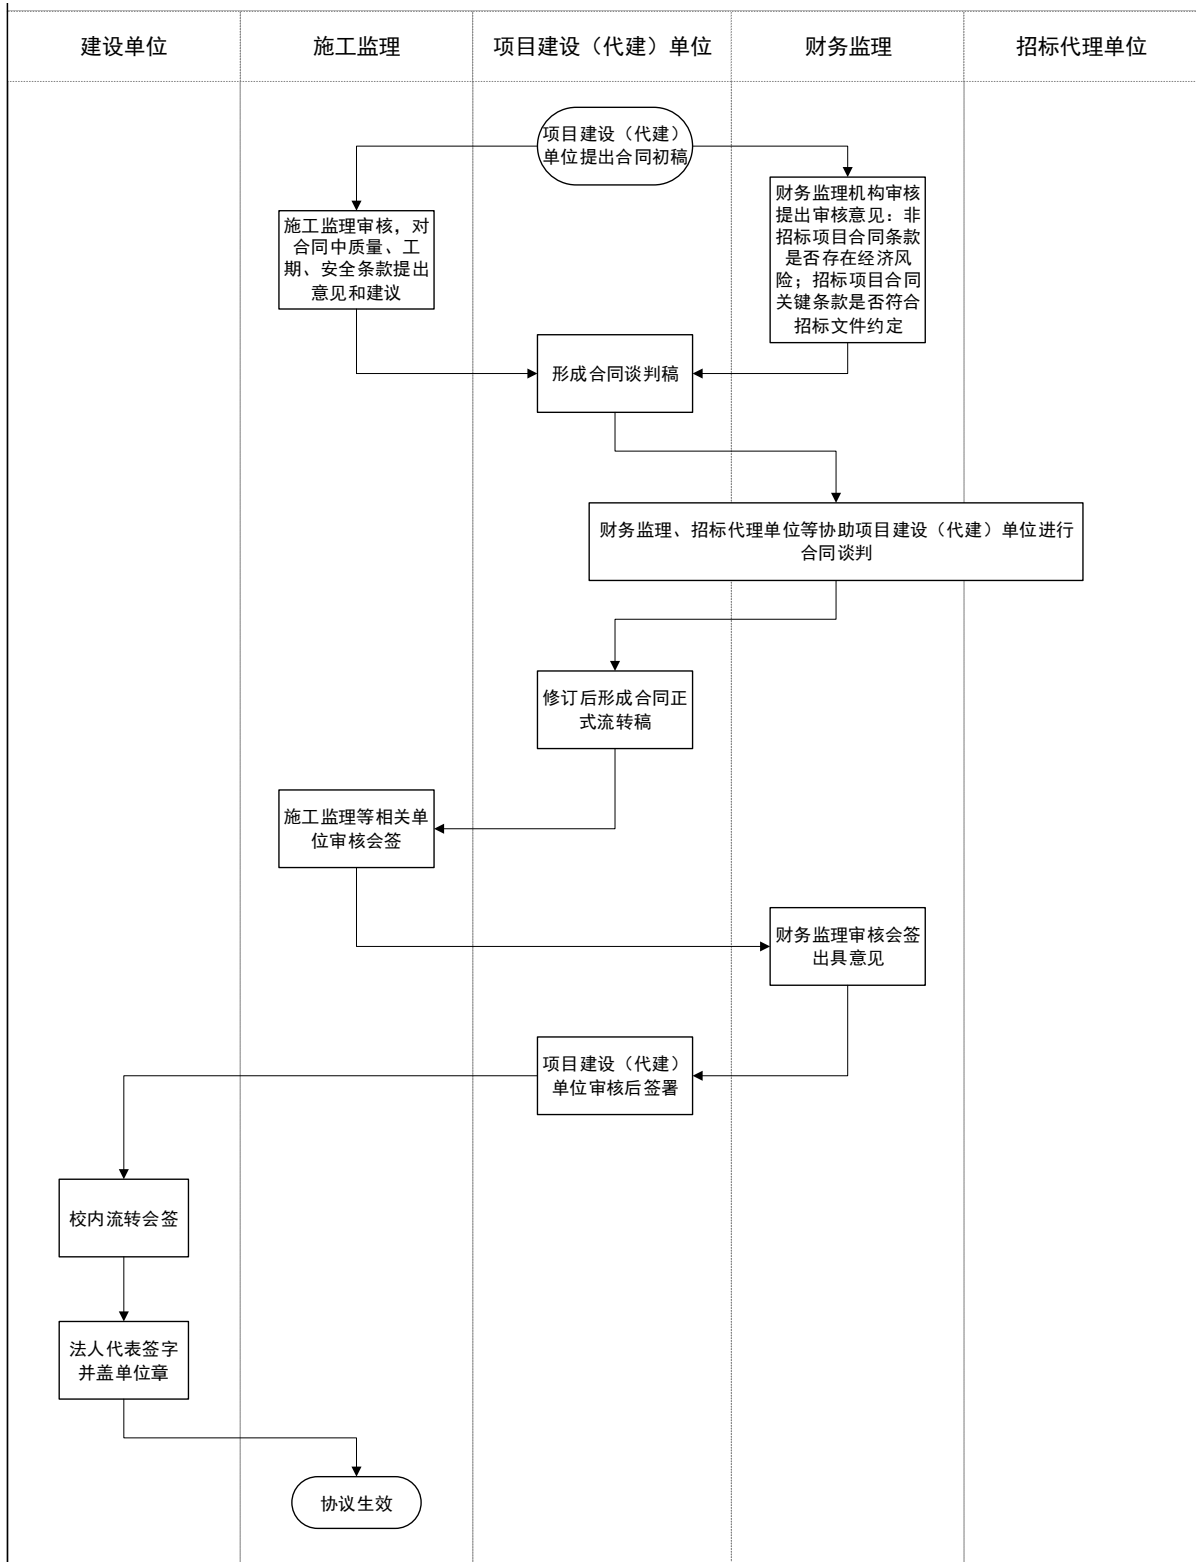 建设单位
施工监理
项目建设（代建）单位
财务监理
招标代理单位
项目建设（代建）
单位提出合同初稿
施工监理审核，对
合同中质量、工
期、安全条款提出
意见和建议
财务监理机构审核
提出审核意见：非
招标项目合同条款
是否存在经济风
险；招标项目合同
关键条款是否符合
招标文件约定
形成合同谈判稿
财务监理、招标代理单位等协助项目建设（代建）单位进行
合同谈判
修订后形成合同正
式流转稿
施工监理等相关单
位审核会签
财务监理审核会签
出具意见
项目建设（代建）
单位审核后签署
校内流转会签
法人代表签字
并盖单位章
协议生效